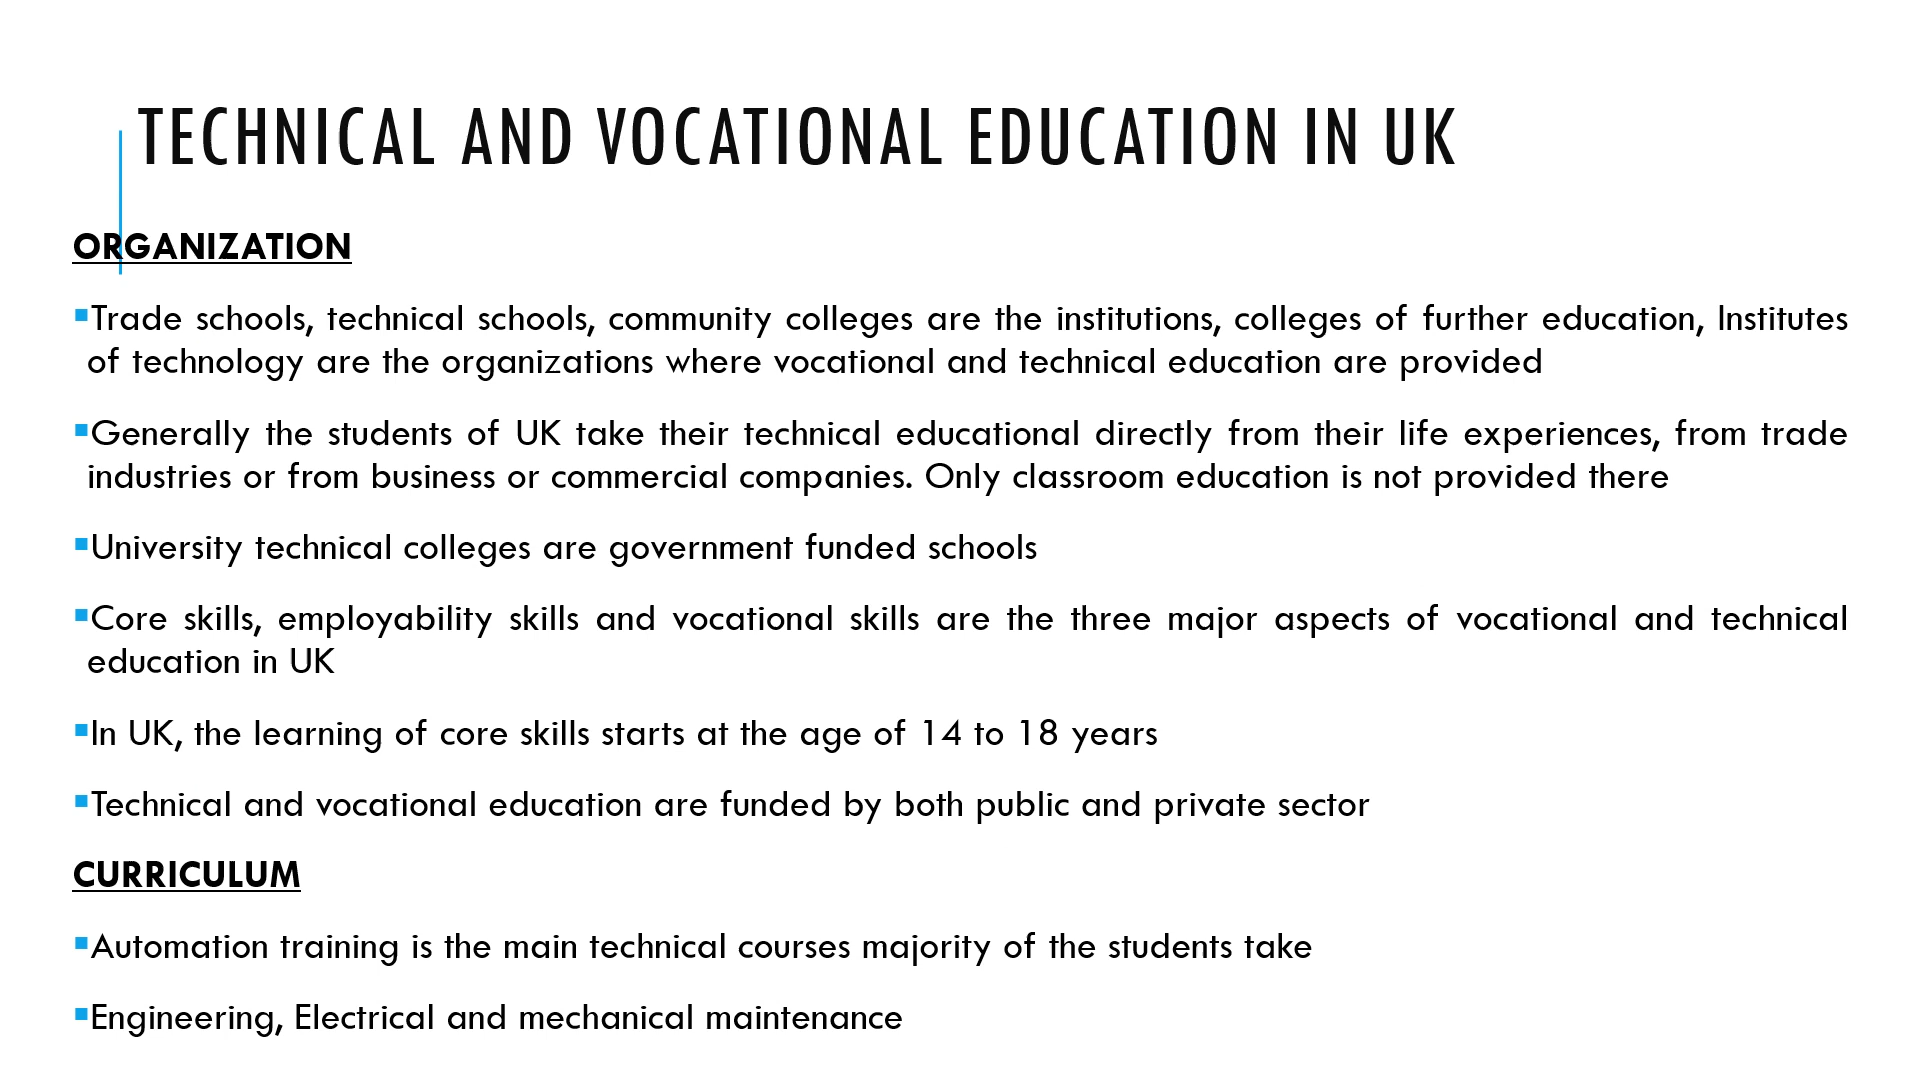 TECHNICAL AND VOCATIONAL EDUCATION IN UK
ORGANIZATION
▪Trade schools, technical schools, community colleges are the institutions, colleges of further education, Institutes
of technology are the organizations where vocational and technical education are provided
▪Generally the students of UK take their technical educational directly from their life experiences, from trade
industries or from business or commercial companies. Only classroom education is not provided there
▪University technical colleges are government funded schools
▪Core skills, employability skills and vocational skills are the three major aspects of vocational and technical
education in UK
▪In UK, the learning of core skills starts at the age of 14 to 18 years
▪Technical and vocational education are funded by both public and private sector
CURRICULUM
▪Automation training is the main technical courses majority of the students take
▪Engineering, Electrical and mechanical maintenance